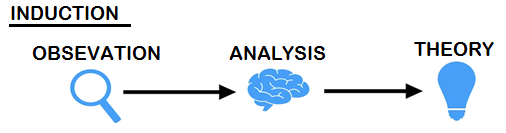 INDUCTION
OBSEVATION ANALYSIS THEORY